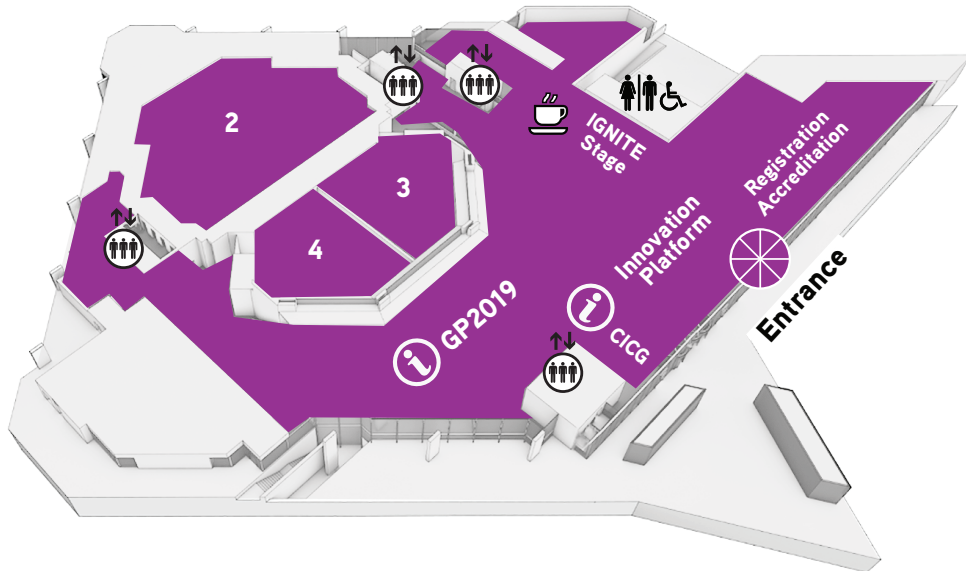 2
3
4
IGNITE
Stage
Registration
Accreditation
Innovation
Platform
i GP2019
i CICG
Entrance